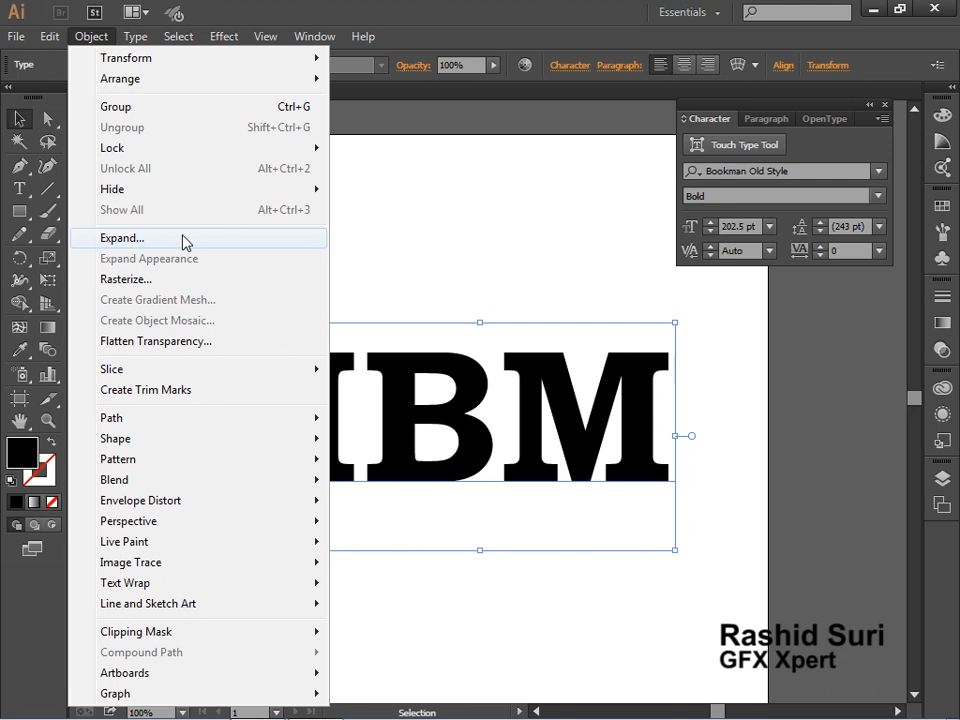 Ai Br St Essentials
File Edit Object Type Select Effect View Window Help
Type Opacity: 100% Character Paragraph: Align Transform
Transform
Arrange
Group Ctrl+G
Ungroup Shift+Ctrl+G
Lock
Unlock All Alt+Ctrl+2
Hide
Show All Alt+Ctrl+3
Expand...
Expand Appearance
Rasterize...
Create Gradient Mesh...
Create Object Mosaic...
Flatten Transparency...
Slice
Create Trim Marks
Path
Shape
Pattern
Blend
Envelope Distort
Perspective
Live Paint
Image Trace
Text Wrap
Line and Sketch Art
Clipping Mask
Compound Path
Artboards
Graph
Character Paragraph OpenType
Touch Type Tool
Bookman Old Style
Bold
202.5 pt (243 pt)
Auto 0
IBM
Rashid Suri
GFX Xpert
100% 1 Selection